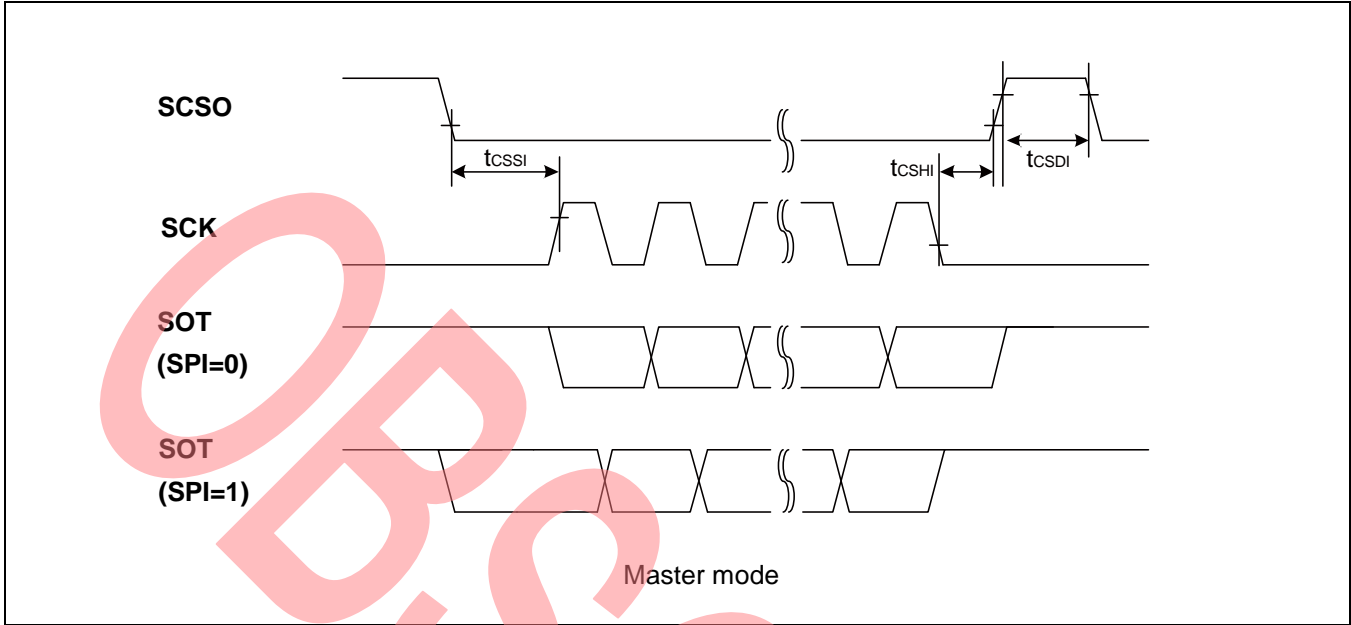 SCSO
tCSSI
tCSHI
tCSDI
SCK
SOT
(SPI=0)
SOT
(SPI=1)
Master mode